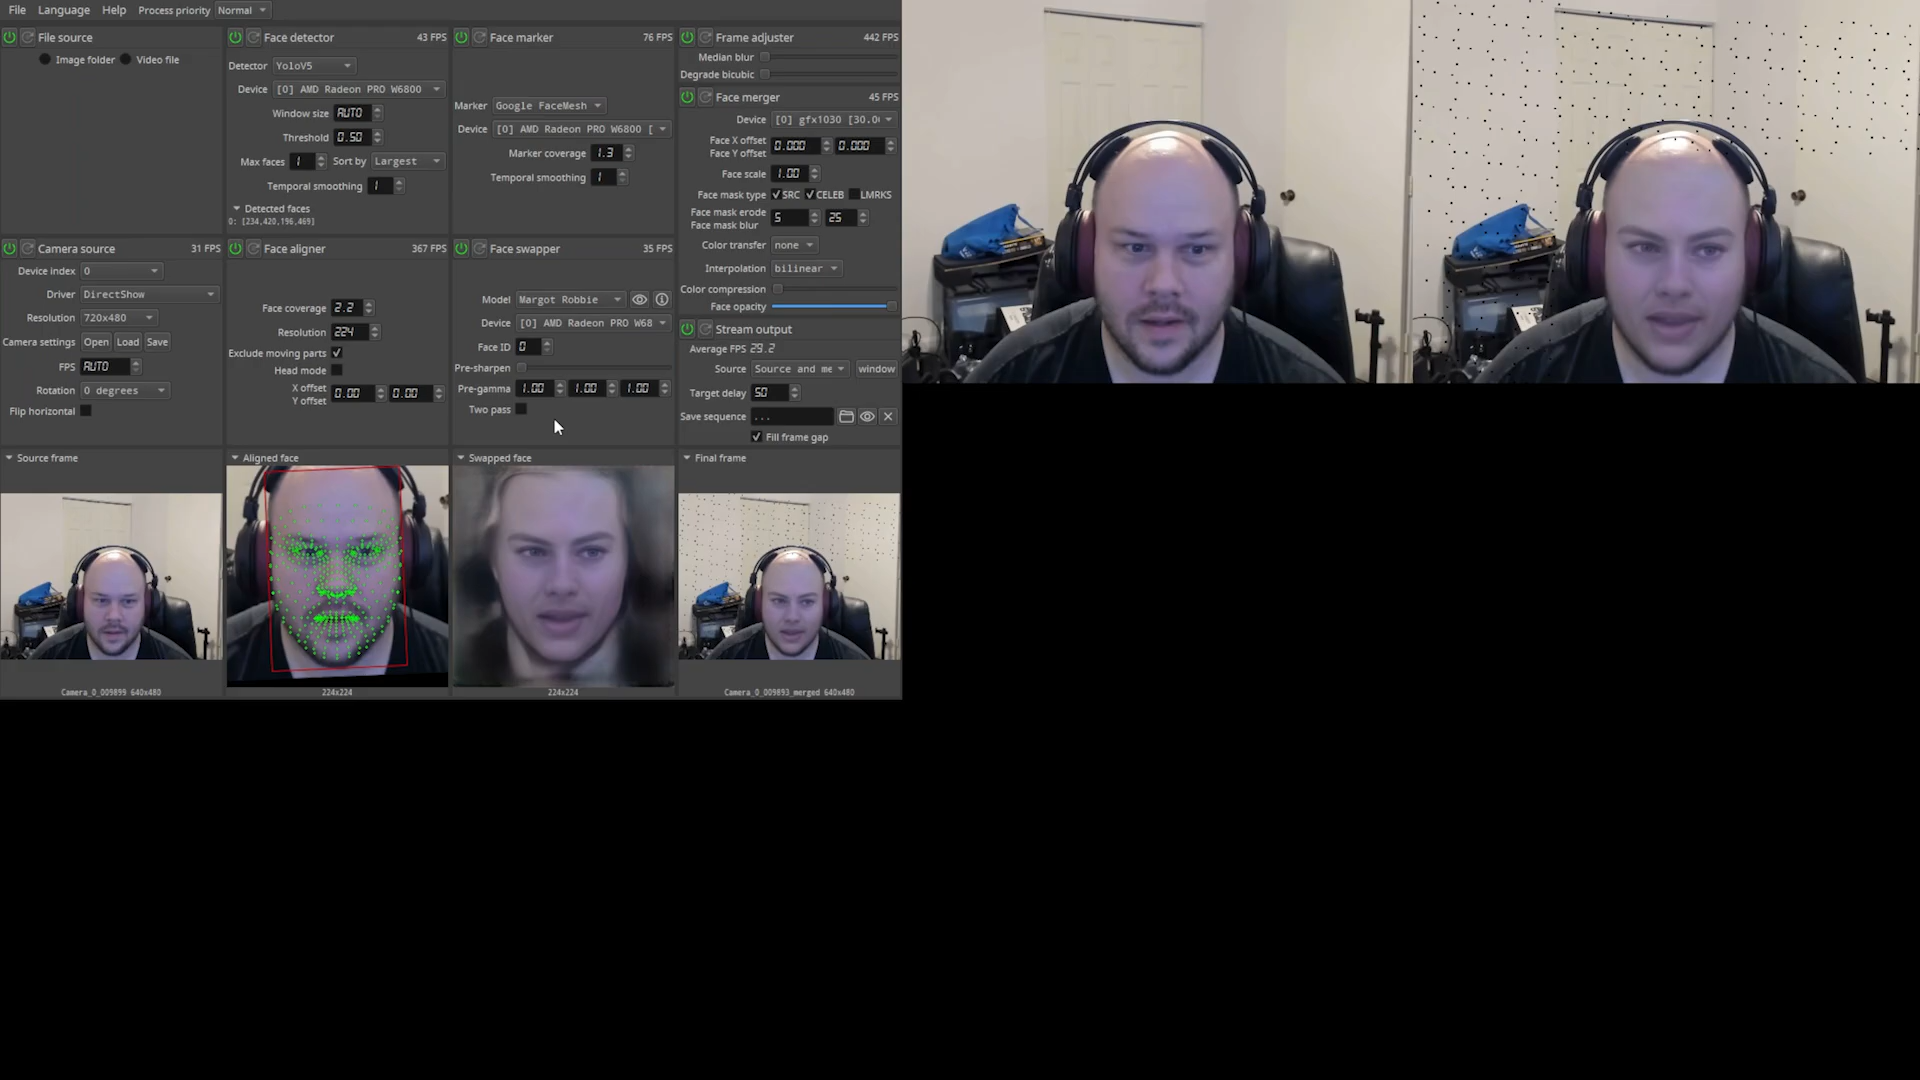 File Language Help Process priority Normal
File source
Image folder Video file
Face detector 43 FPS
Detector YoloV5
Device [0] AMD Radeon PRO W6800
Window size AUTO
Threshold 0.50
Max faces 1 Sort by Largest
Temporal smoothing 1
Detected faces
0: [234,420,196,469]
Face marker 76 FPS
Marker Google FaceMesh
Device [0] AMD Radeon PRO W6800 [
Marker coverage 1.3
Temporal smoothing 1
Frame adjuster 442 FPS
Median blur
Degrade bicubic
Face merger 45 FPS
Device [0] gfx1030 [30.0
Face X offset
Face Y offset
0.000 0.000
Face scale 1.00
Face mask type SRC CELEB LMRKS
Face mask erode
Face mask blur
5 25
Color transfer none
Interpolation bilinear
Color compression
Face opacity
Camera source 31 FPS
Device index 0
Driver DirectShow
Resolution 720x480
Camera settings Open Load Save
FPS AUTO
Rotation 0 degrees
Flip horizontal
Face aligner 367 FPS
Face coverage 2.2
Resolution 224
Exclude moving parts
Head mode
X offset
Y offset
0.00 0.00
Face swapper 35 FPS
Model Margot Robbie
Device [0] AMD Radeon PRO W68
Face ID 0
Pre-sharpen
Pre-gamma 1.00 1.00 1.00
Two pass
Stream output
Average FPS 29.2
Source Source and me window
Target delay 50
Save sequence ...
Fill frame gap
Source frame
Aligned face
Swapped face
Final frame
Camera_0_009899 640x480
224x224
224x224
Camera_0_009893_merged 640x480